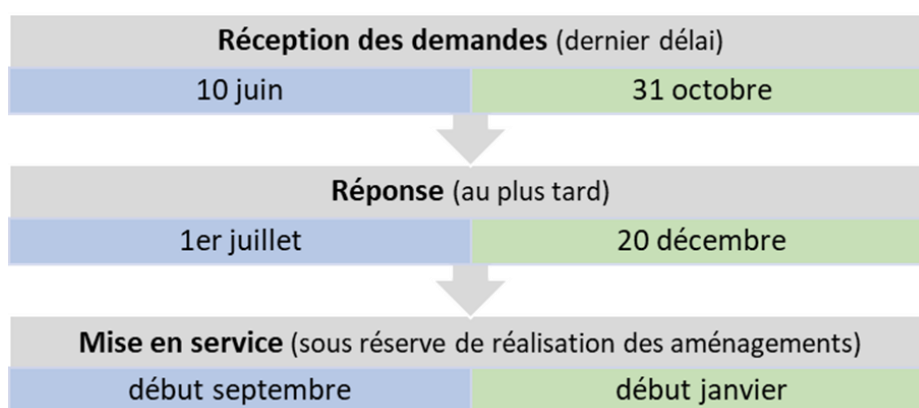 Réception des demandes (dernier délai)
10 juin
31 octobre
Réponse (au plus tard)
1er juillet
20 décembre
Mise en service (sous réserve de réalisation des aménagements)
début septembre
début janvier